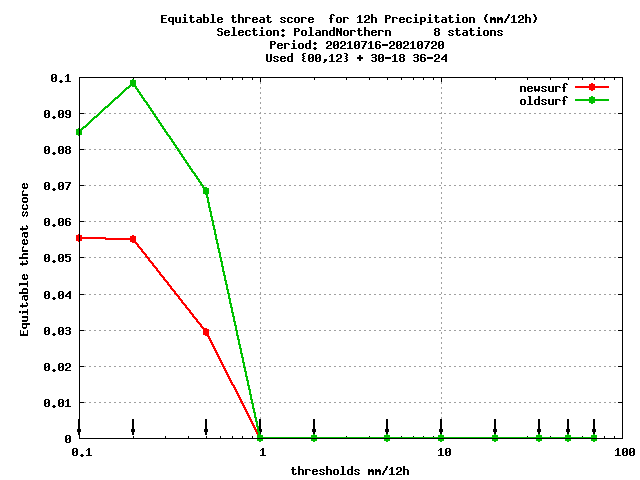 Equitable threat score  for 12h Precipitation (mm/12h)
Selection: PolandNorthern      8 stations
Period: 20210716-20210720
Used {00,12} + 30-18 36-24
newsurf
oldsurf
Equitable threat score
0.1
0.09
0.08
0.07
0.06
0.05
0.04
0.03
0.02
0.01
0
0.1 1 10 100
thresholds mm/12h